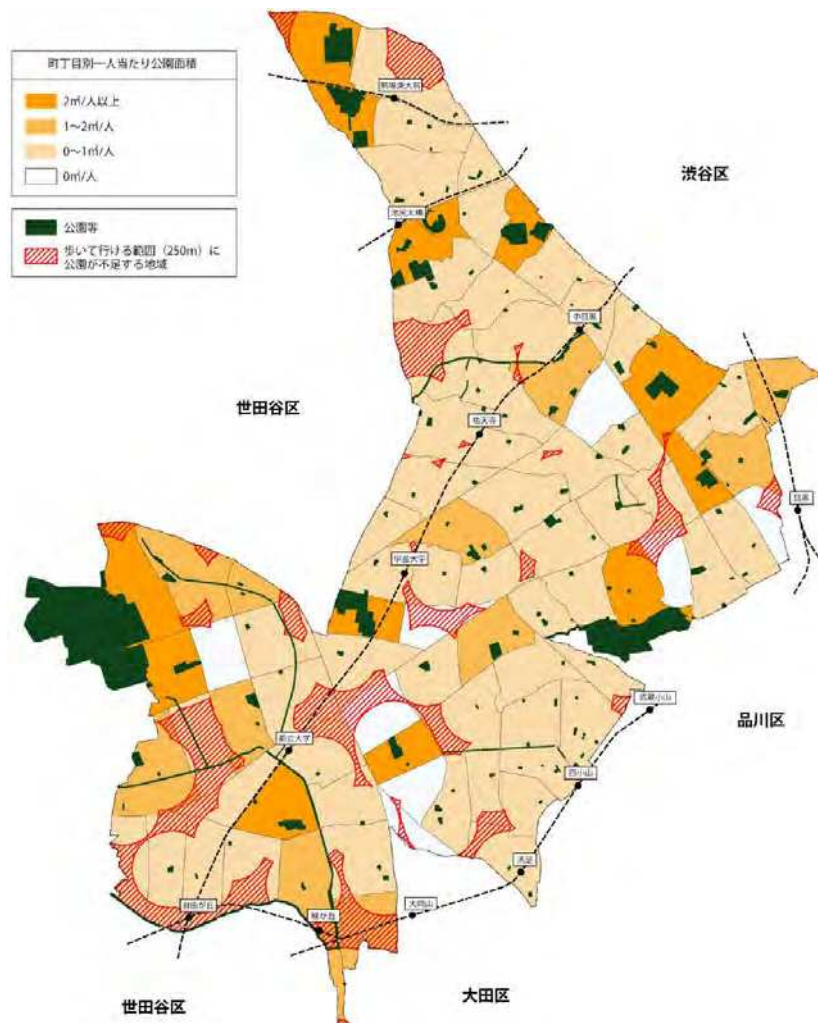 町丁目別一人当たり公園面積
2㎡/人以上
1～2㎡/人
0～1㎡/人
0㎡/人
公園等
歩いて行ける範囲（250m）に
公園が不足する地域
駒場東大前
渋谷区
池尻大橋
中目黒
世田谷区
祐天寺
目黒
学芸大学
武蔵小山
品川区
都立大学
西小山
洗足
自由が丘
緑が丘
大岡山
世田谷区
大田区